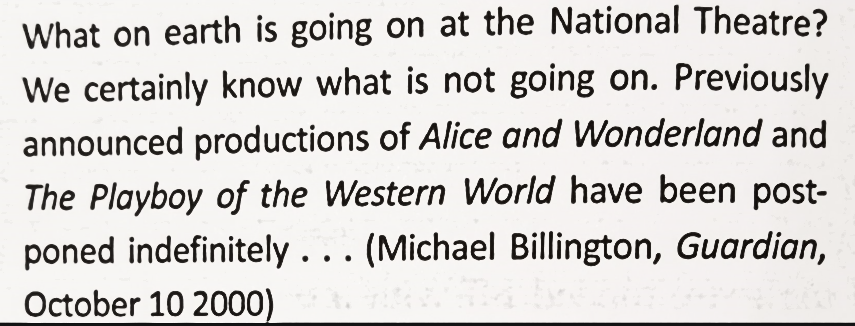 What on earth is going on at the National Theatre?
We certainly know what is not going on. Previously
announced productions of Alice and Wonderland and
The Playboy of the Western World have been post-
poned indefinitely . . . (Michael Billington, Guardian,
October 10 2000)